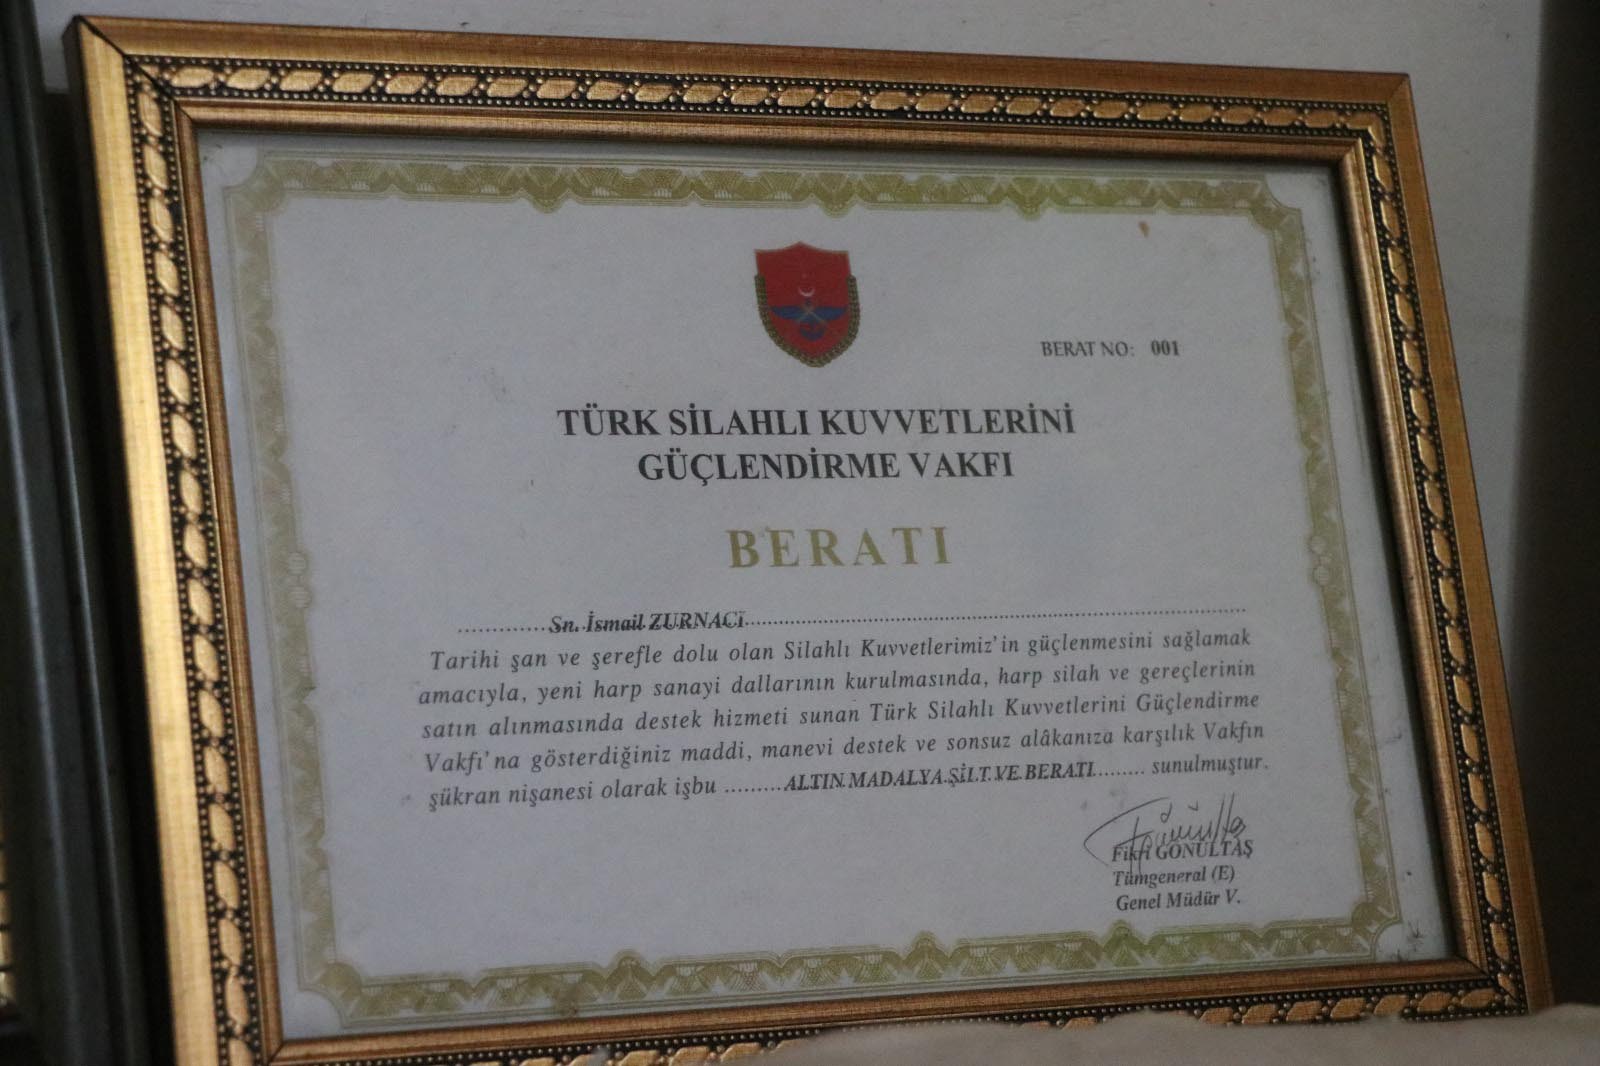 BERAT NO: 001
TÜRK SİLAHLI KUVVETLERİNİ
GÜÇLENDİRME VAKFI
BERATI
..............Sn. İsmail ZURNACI..............................................................
Tarihi şan ve şerefle dolu olan Silahlı Kuvvetlerimiz'in güçlenmesini sağlamak
amacıyla, yeni harp sanayi dallarının kurulmasında, harp silah ve gereçlerinin
satın alınmasında destek hizmeti sunan Türk Silahlı Kuvvetlerini Güçlendirme
Vakfı'na gösterdiğiniz maddi, manevi destek ve sonsuz alâkanıza karşılık Vakfın
şükran nişanesi olarak işbu .........ALTIN MADALYA ŞİLT VE BERATI........ sunulmuştur.
Fikri GÖNÜLTAŞ
Tümgeneral (E)
Genel Müdür V.